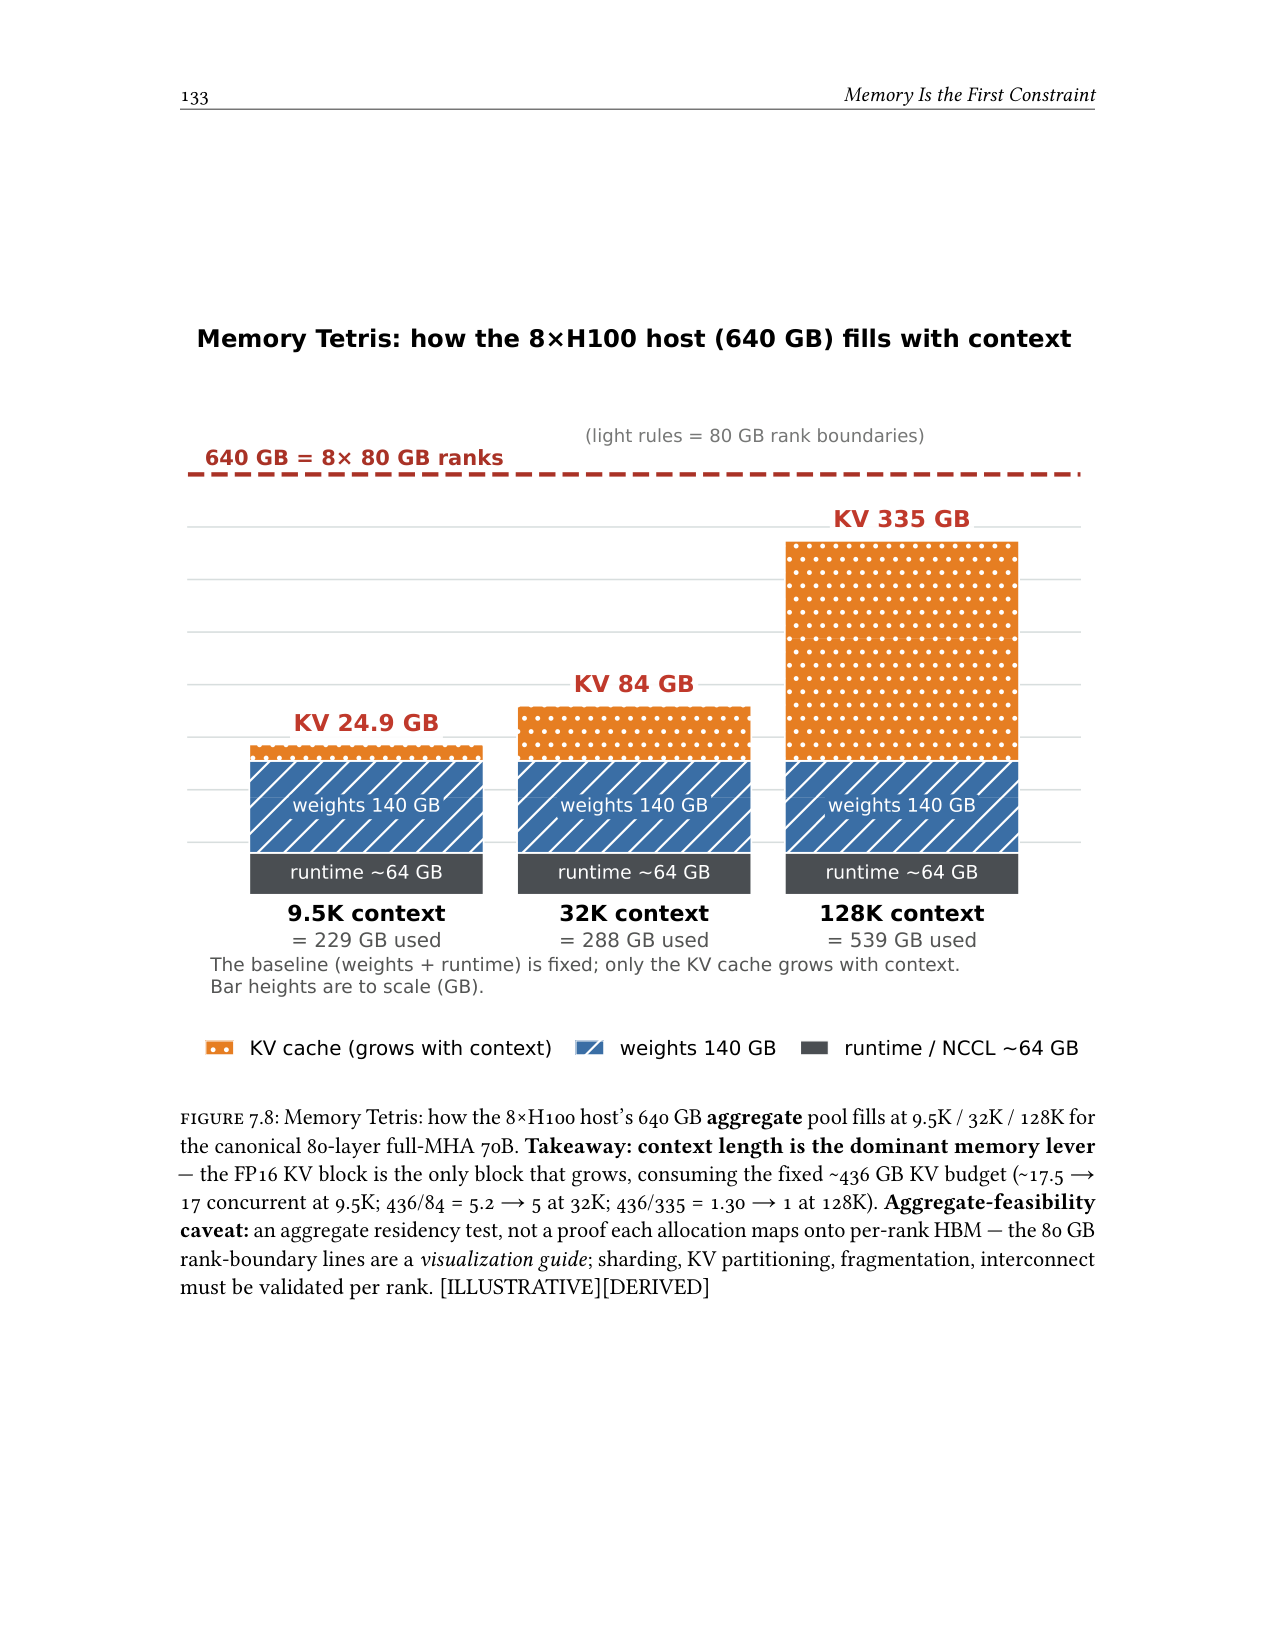 133 Memory Is the First Constraint
Memory Tetris: how the 8×H100 host (640 GB) fills with context
(light rules = 80 GB rank boundaries)
640 GB = 8× 80 GB ranks
KV 335 GB
KV 84 GB
KV 24.9 GB
weights 140 GB weights 140 GB weights 140 GB
runtime ~64 GB runtime ~64 GB runtime ~64 GB
9.5K context 32K context 128K context
= 229 GB used = 288 GB used = 539 GB used
The baseline (weights + runtime) is fixed; only the KV cache grows with context.
Bar heights are to scale (GB).
KV cache (grows with context) weights 140 GB runtime / NCCL ~64 GB
FIGURE 7.8: Memory Tetris: how the 8×H100 host's 640 GB aggregate pool fills at 9.5K / 32K / 128K for
the canonical 80-layer full-MHA 70B. Takeaway: context length is the dominant memory lever
— the FP16 KV block is the only block that grows, consuming the fixed ~436 GB KV budget (~17.5 →
17 concurrent at 9.5K; 436/84 = 5.2 → 5 at 32K; 436/335 = 1.30 → 1 at 128K). Aggregate-feasibility
caveat: an aggregate residency test, not a proof each allocation maps onto per-rank HBM — the 80 GB
rank-boundary lines are a visualization guide; sharding, KV partitioning, fragmentation, interconnect
must be validated per rank. [ILLUSTRATIVE][DERIVED]